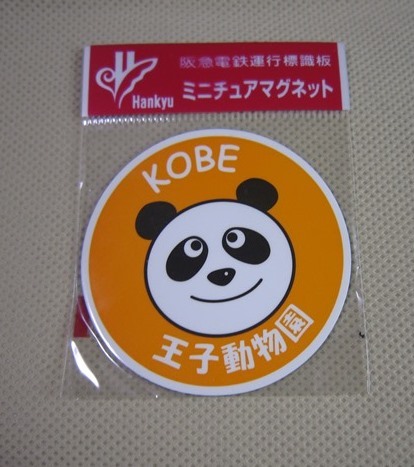 阪急電鉄運行標識板
Hankyu
ミニチュアマグネット
KOBE
王子動物園